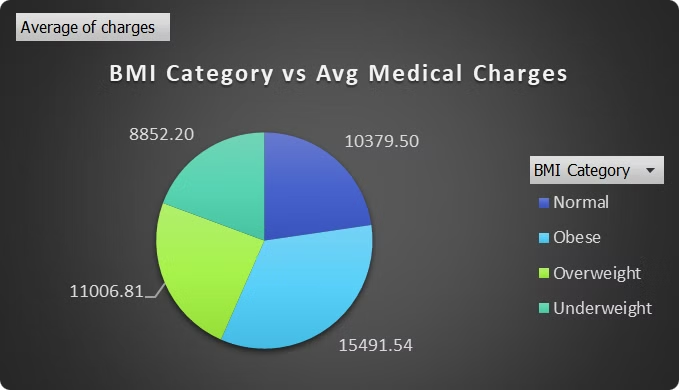 Average of charges
BMI Category vs Avg Medical Charges
8852.20
10379.50
11006.81
15491.54
BMI Category
Normal
Obese
Overweight
Underweight